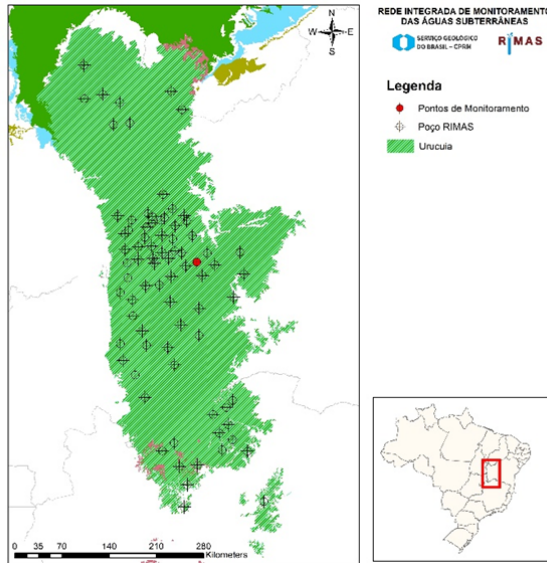 REDE INTEGRADA DE MONITORAMENTO
DAS ÁGUAS SUBTERRÂNEAS
SERVIÇO GEOLÓGICO
DO BRASIL – CPRM
RIMAS
N
W E
S
Legenda
Pontos de Monitoramento
Poço RIMAS
Urucuia
0 35 70 140 210 280
Kilometers